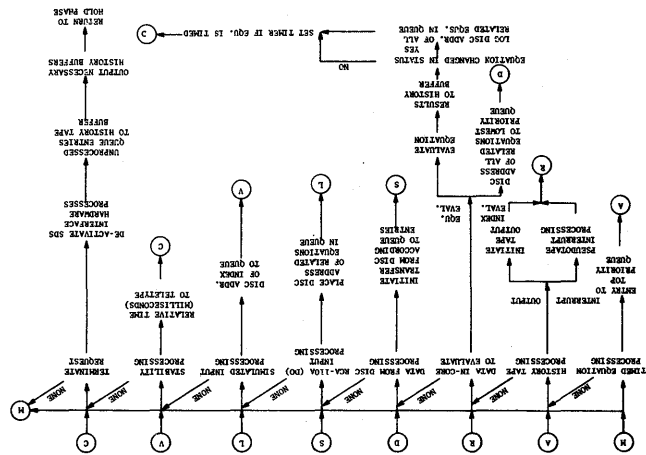 M
A
R
D
S
L
V
C
M
NONE
NONE
NONE
NONE
NONE
NONE
NONE
NONE
TIMED EQUATION
PROCESSING
HISTORY TAPE
PROCESSING
DATA IN-CORE
TO EVALUATE
DATA FROM DISC
PROCESSING
RCA-110A (DO)
INPUT
PROCESSING
SIMULATED INPUT
PROCESSING
STABILITY
PROCESSING
TERMINATE
REQUEST
ENTRY TO
TOP
PRIORITY
QUEUE
A
INTERRUPT
OUTPUT
PSEUDOTAPE
INTERRUPT
PROCESSING
INITIATE
TAPE
OUTPUT
R
INDEX
EVAL.
EQU.
EVAL.
DISC
ADDRESS
OF ALL
RELATED
EQUATIONS
TO LOWEST
PRIORITY
QUEUE
D
EVALUATE
EQUATION
RESULTS
TO HISTORY
BUFFER
EQUATION CHANGED IN STATUS
NO
YES
LOG DISC ADDR. OF ALL
RELATED EQUS. IN QUEUE
SET TIMER IF EQU. IS TIMED
C
INITIATE
TRANSFER
FROM DISC
ACCORDING
TO QUEUE
ENTRIES
S
PLACE DISC
ADDRESS
OF RELATED
EQUATIONS
IN QUEUE
L
DISC ADDR.
OF INDEX
TO QUEUE
V
RELATIVE TIME
(MILLISECONDS)
TO TELETYPE
C
DE-ACTIVATE SDS
INTERFACE
HARDWARE
PROCESSES
UNPROCESSED
QUEUE ENTRIES
TO HISTORY TAPE
BUFFER
OUTPUT NECESSARY
HISTORY BUFFERS
RETURN TO
HOLD PHASE